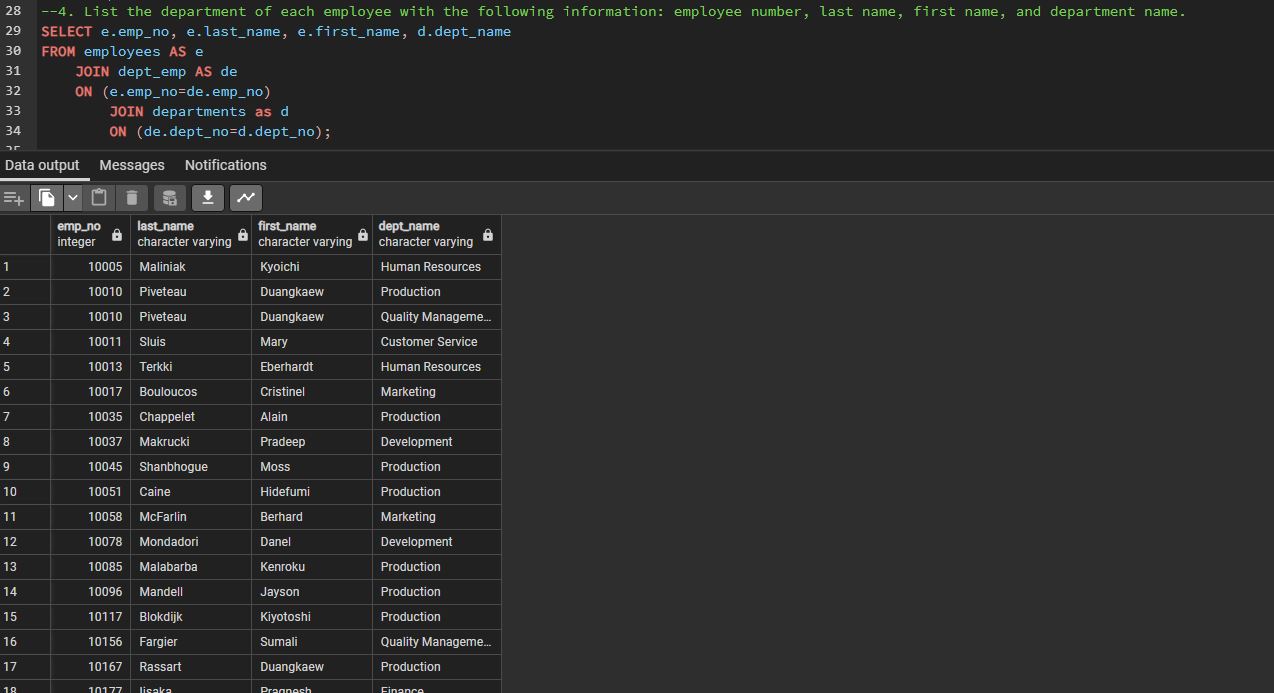 28 --4. List the department of each employee with the following information: employee number, last name, first name, and department name.
29 SELECT e.emp_no, e.last_name, e.first_name, d.dept_name
30 FROM employees AS e
31 JOIN dept_emp AS de
32 ON (e.emp_no=de.emp_no)
33 JOIN departments as d
34 ON (de.dept_no=d.dept_no);
Data output Messages Notifications
emp_no last_name first_name dept_name
integer character varying character varying character varying
1 10005 Maliniak Kyoichi Human Resources
2 10010 Piveteau Duangkaew Production
3 10010 Piveteau Duangkaew Quality Manageme...
4 10011 Sluis Mary Customer Service
5 10013 Terkki Eberhardt Human Resources
6 10017 Bouloucos Cristinel Marketing
7 10035 Chappelet Alain Production
8 10037 Makrucki Pradeep Development
9 10045 Shanbhogue Moss Production
10 10051 Caine Hidefumi Production
11 10058 McFarlin Berhard Marketing
12 10078 Mondadori Danel Development
13 10085 Malabarba Kenroku Production
14 10096 Mandell Jayson Production
15 10117 Blokdijk Kiyotoshi Production
16 10156 Fargier Sumali Quality Manageme...
17 10167 Rassart Duangkaew Production
18 10177 Iisaka Pragnesh Finance